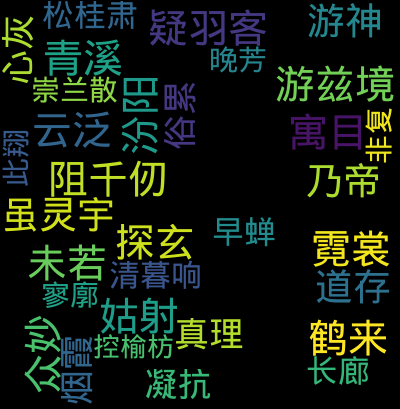 松桂肃
疑羽客
游神
心灰
青溪
晚芳
崇兰散
汾阳
俗累
游兹境
云泛
寓目
非复
此翔
阻千仞
乃帝
虽灵宇
探玄
早蝉
霓裳
未若
清暮响
道存
寥廓
姑射
众妙
烟霞
控榆枋
真理
鹤来
长廊
凝抗